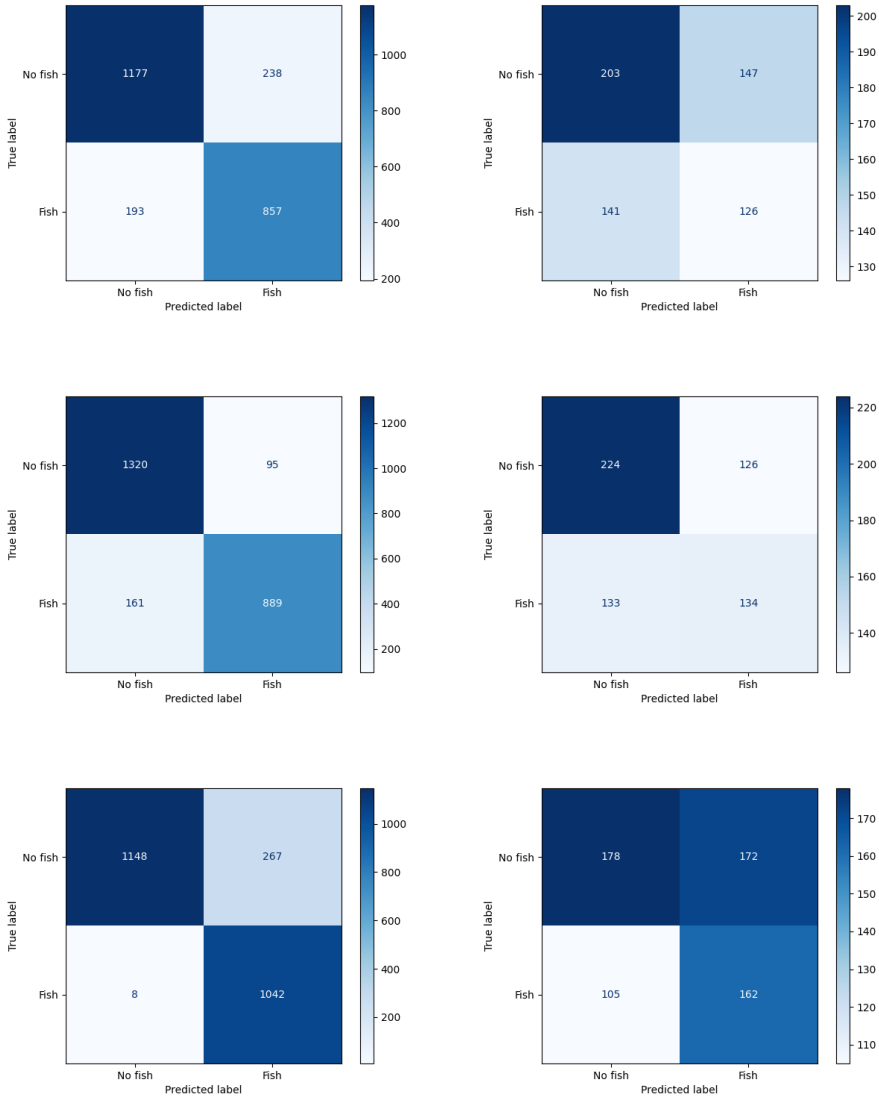 No fish 1177 238
Fish 193 857
No fish Fish
Predicted label
True label
1000
800
600
400
200
No fish 203 147
Fish 141 126
No fish Fish
Predicted label
True label
200
190
180
170
160
150
140
130
No fish 1320 95
Fish 161 889
No fish Fish
Predicted label
True label
1200
1000
800
600
400
200
No fish 224 126
Fish 133 134
No fish Fish
Predicted label
True label
220
200
180
160
140
No fish 1148 267
Fish 8 1042
No fish Fish
Predicted label
True label
1000
800
600
400
200
No fish 178 172
Fish 105 162
No fish Fish
Predicted label
True label
170
160
150
140
130
120
110